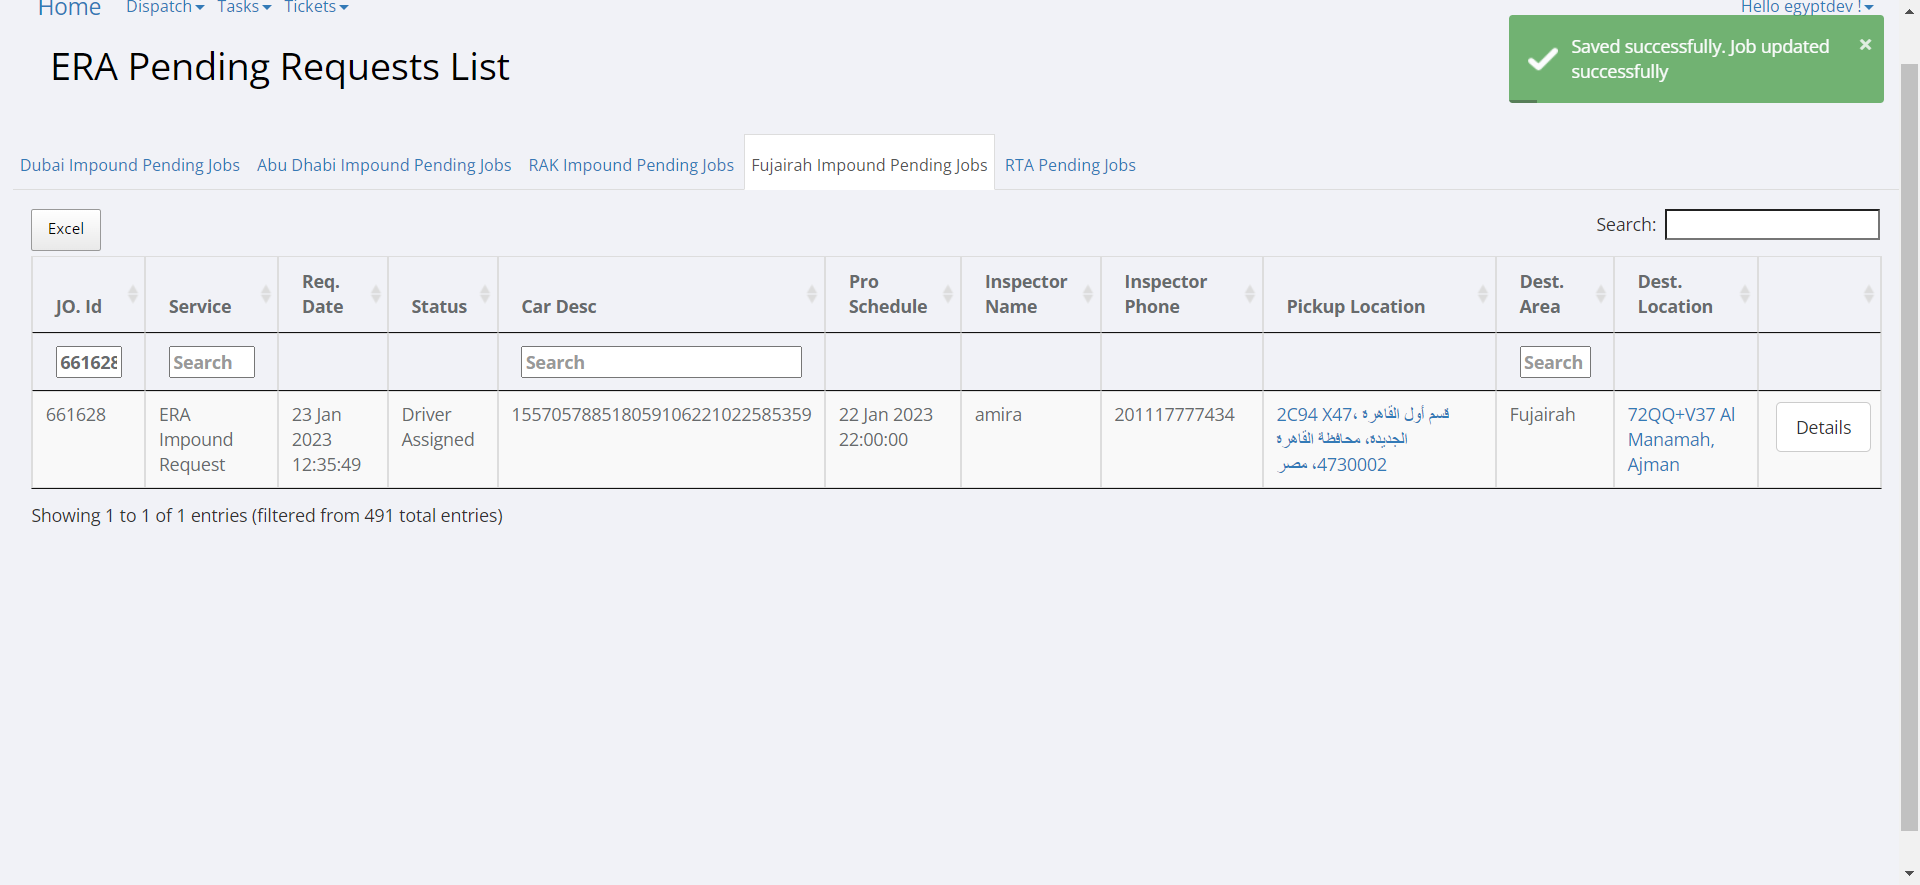 Home Dispatch Tasks Tickets Hello egyptdev !
Saved successfully. Job updated
successfully
×
ERA Pending Requests List
Dubai Impound Pending Jobs Abu Dhabi Impound Pending Jobs RAK Impound Pending Jobs Fujairah Impound Pending Jobs RTA Pending Jobs
Excel
Search:
JO. Id
Service
Req.
Date
Status
Car Desc
Pro
Schedule
Inspector
Name
Inspector
Phone
Pickup Location
Dest.
Area
Dest.
Location
661628
Search
Search
Search
661628
ERA
Impound
Request
23 Jan
2023
12:35:49
Driver
Assigned
155705788518059106221022585359
22 Jan 2023
22:00:00
amira
201117777434
2C94 X47، قسم أول القاهرة
الجديدة، محافظة القاهرة
4730002، مصر
Fujairah
72QQ+V37 Al
Manamah,
Ajman
Details
Showing 1 to 1 of 1 entries (filtered from 491 total entries)